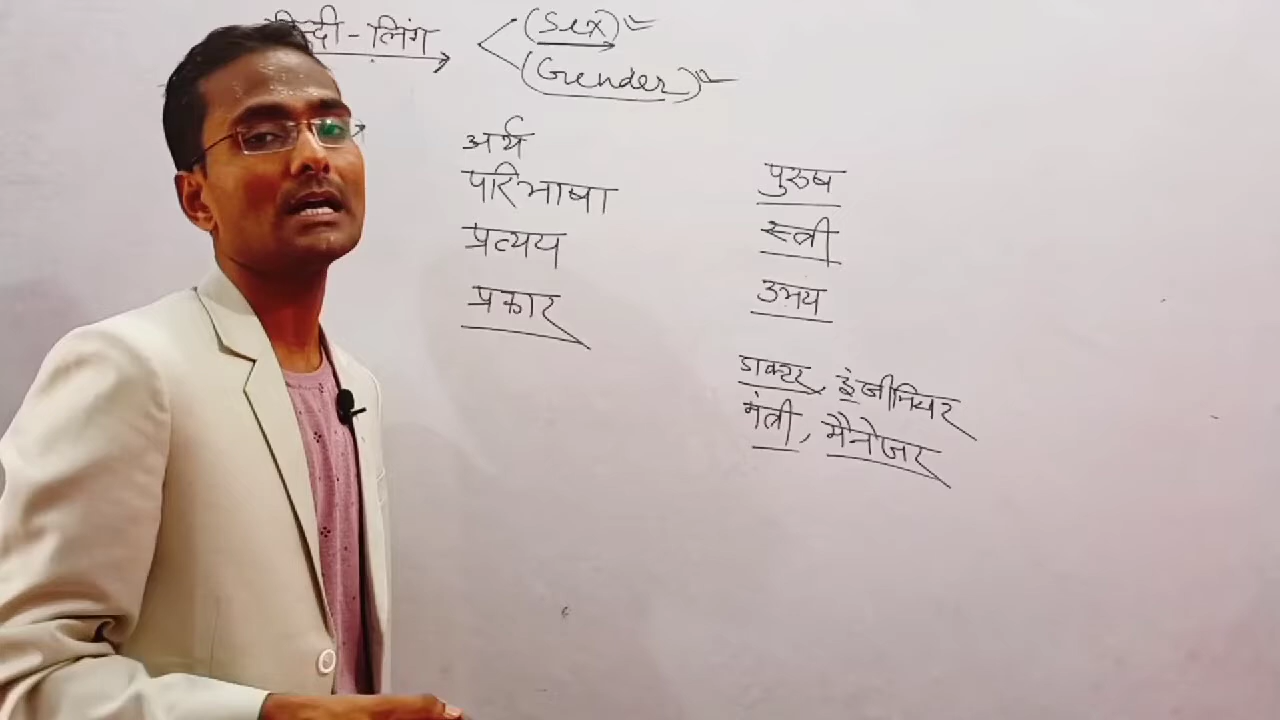 हिन्दी - लिंग
(Sex)
(Gender)
अर्थ
परिभाषा
प्रत्यय
प्रकार
पुरुष
स्त्री
उभय
डाक्टर, इंजीनियर
मंत्री, मैनेजर